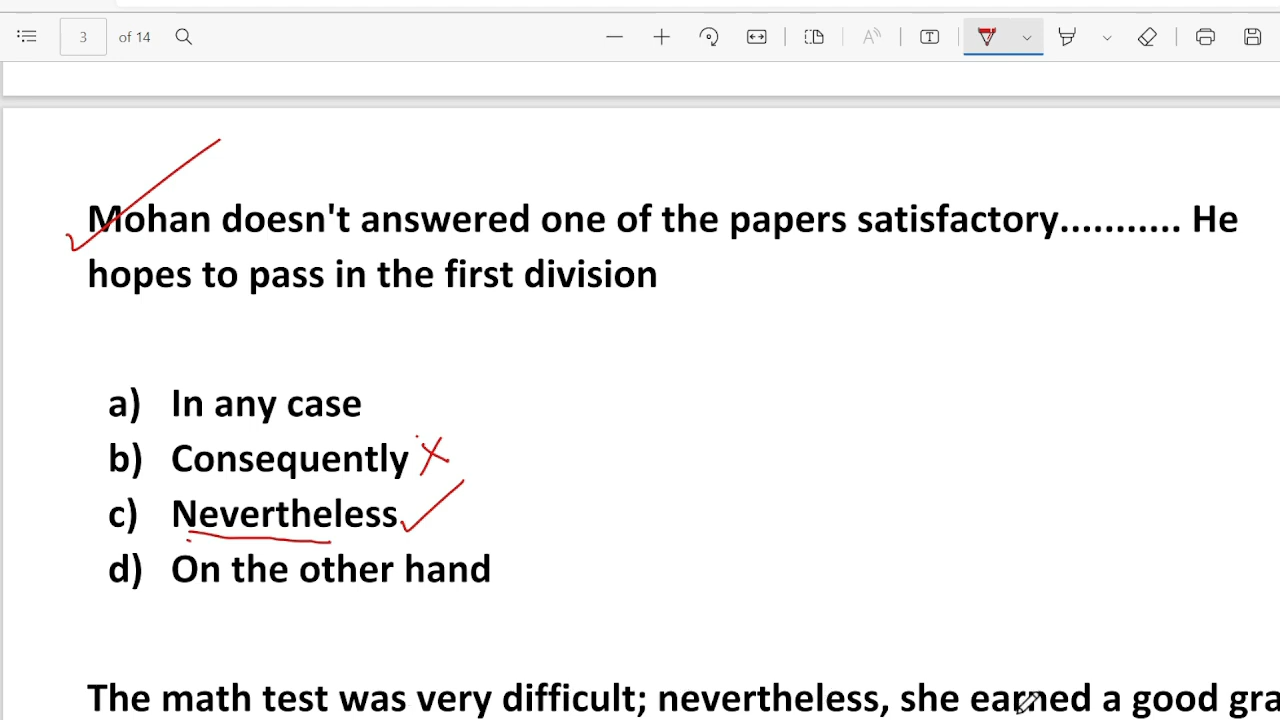 3 of 14
Mohan doesn't answered one of the papers satisfactory........... He
hopes to pass in the first division
a) In any case
b) Consequently
c) Nevertheless
d) On the other hand
The math test was very difficult; nevertheless, she earned a good